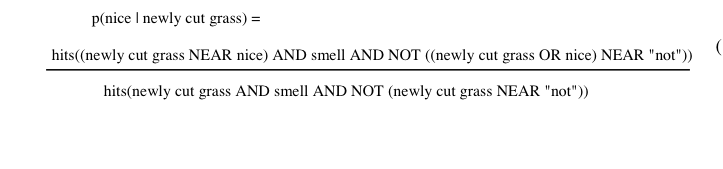 p(nice | newly cut grass) =
hits((newly cut grass NEAR nice) AND smell AND NOT ((newly cut grass OR nice) NEAR "not"))
(
hits(newly cut grass AND smell AND NOT (newly cut grass NEAR "not"))